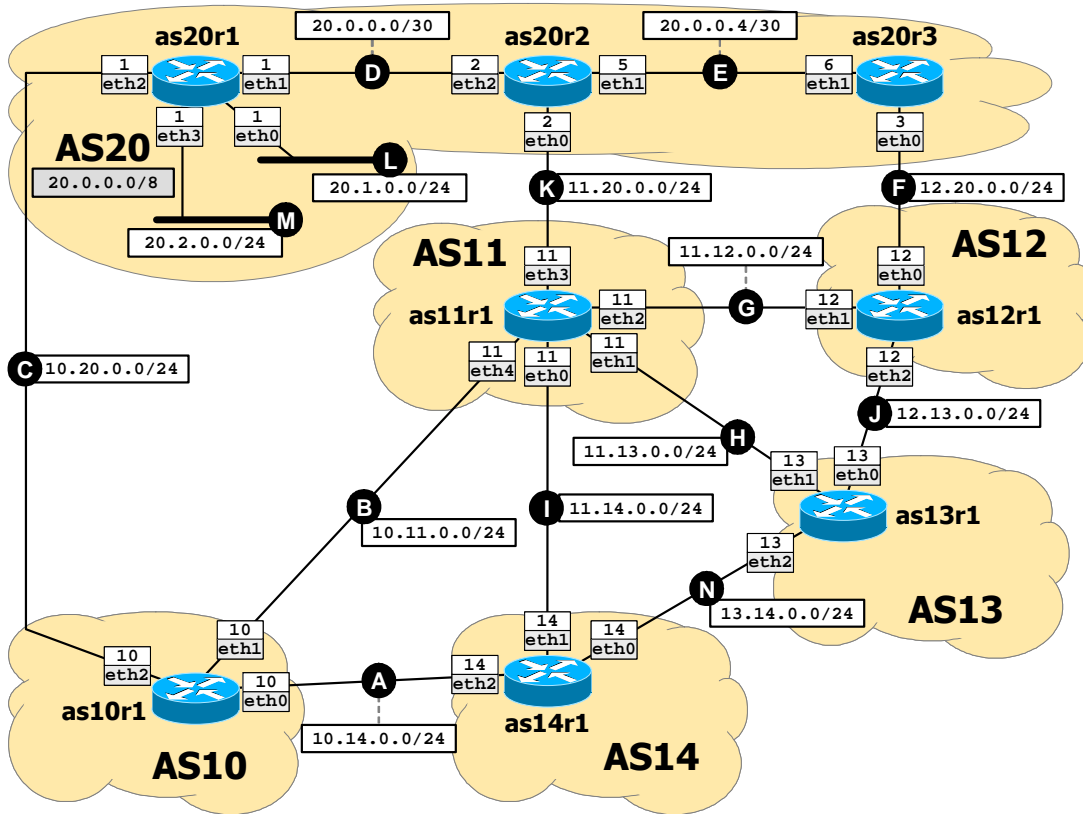 20.0.0.0/30
20.0.0.4/30
as20r1
as20r2
as20r3
1
eth2
1
eth1
D
2
eth2
5
eth1
E
6
eth1
1
eth3
1
eth0
2
eth0
3
eth0
AS20
20.0.0.0/8
L
20.1.0.0/24
K
11.20.0.0/24
F
12.20.0.0/24
M
20.2.0.0/24
AS11
11.12.0.0/24
AS12
11
eth3
12
eth0
as11r1
11
eth2
G
12
eth1
as12r1
11
eth4
11
eth0
11
eth1
12
eth2
C
10.20.0.0/24
J
12.13.0.0/24
H
11.13.0.0/24
13
eth1
13
eth0
B
10.11.0.0/24
I
11.14.0.0/24
as13r1
13
eth2
N
13.14.0.0/24
AS13
10
eth1
14
eth1
14
eth0
10
eth2
10
eth0
A
14
eth2
as10r1
as14r1
10.14.0.0/24
AS10
AS14